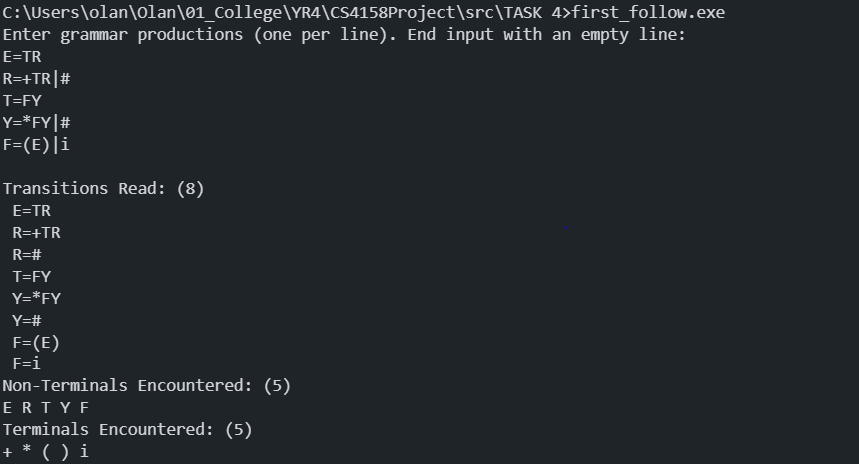 C:\Users\olan\Olan\01_College\YR4\CS4158Project\src\TASK 4>first_follow.exe
Enter grammar productions (one per line). End input with an empty line:
E=TR
R=+TR|#
T=FY
Y=*FY|#
F=(E)|i
Transitions Read: (8)
E=TR
R=+TR
R=#
T=FY
Y=*FY
Y=#
F=(E)
F=i
Non-Terminals Encountered: (5)
E R T Y F
Terminals Encountered: (5)
+ * ( ) i